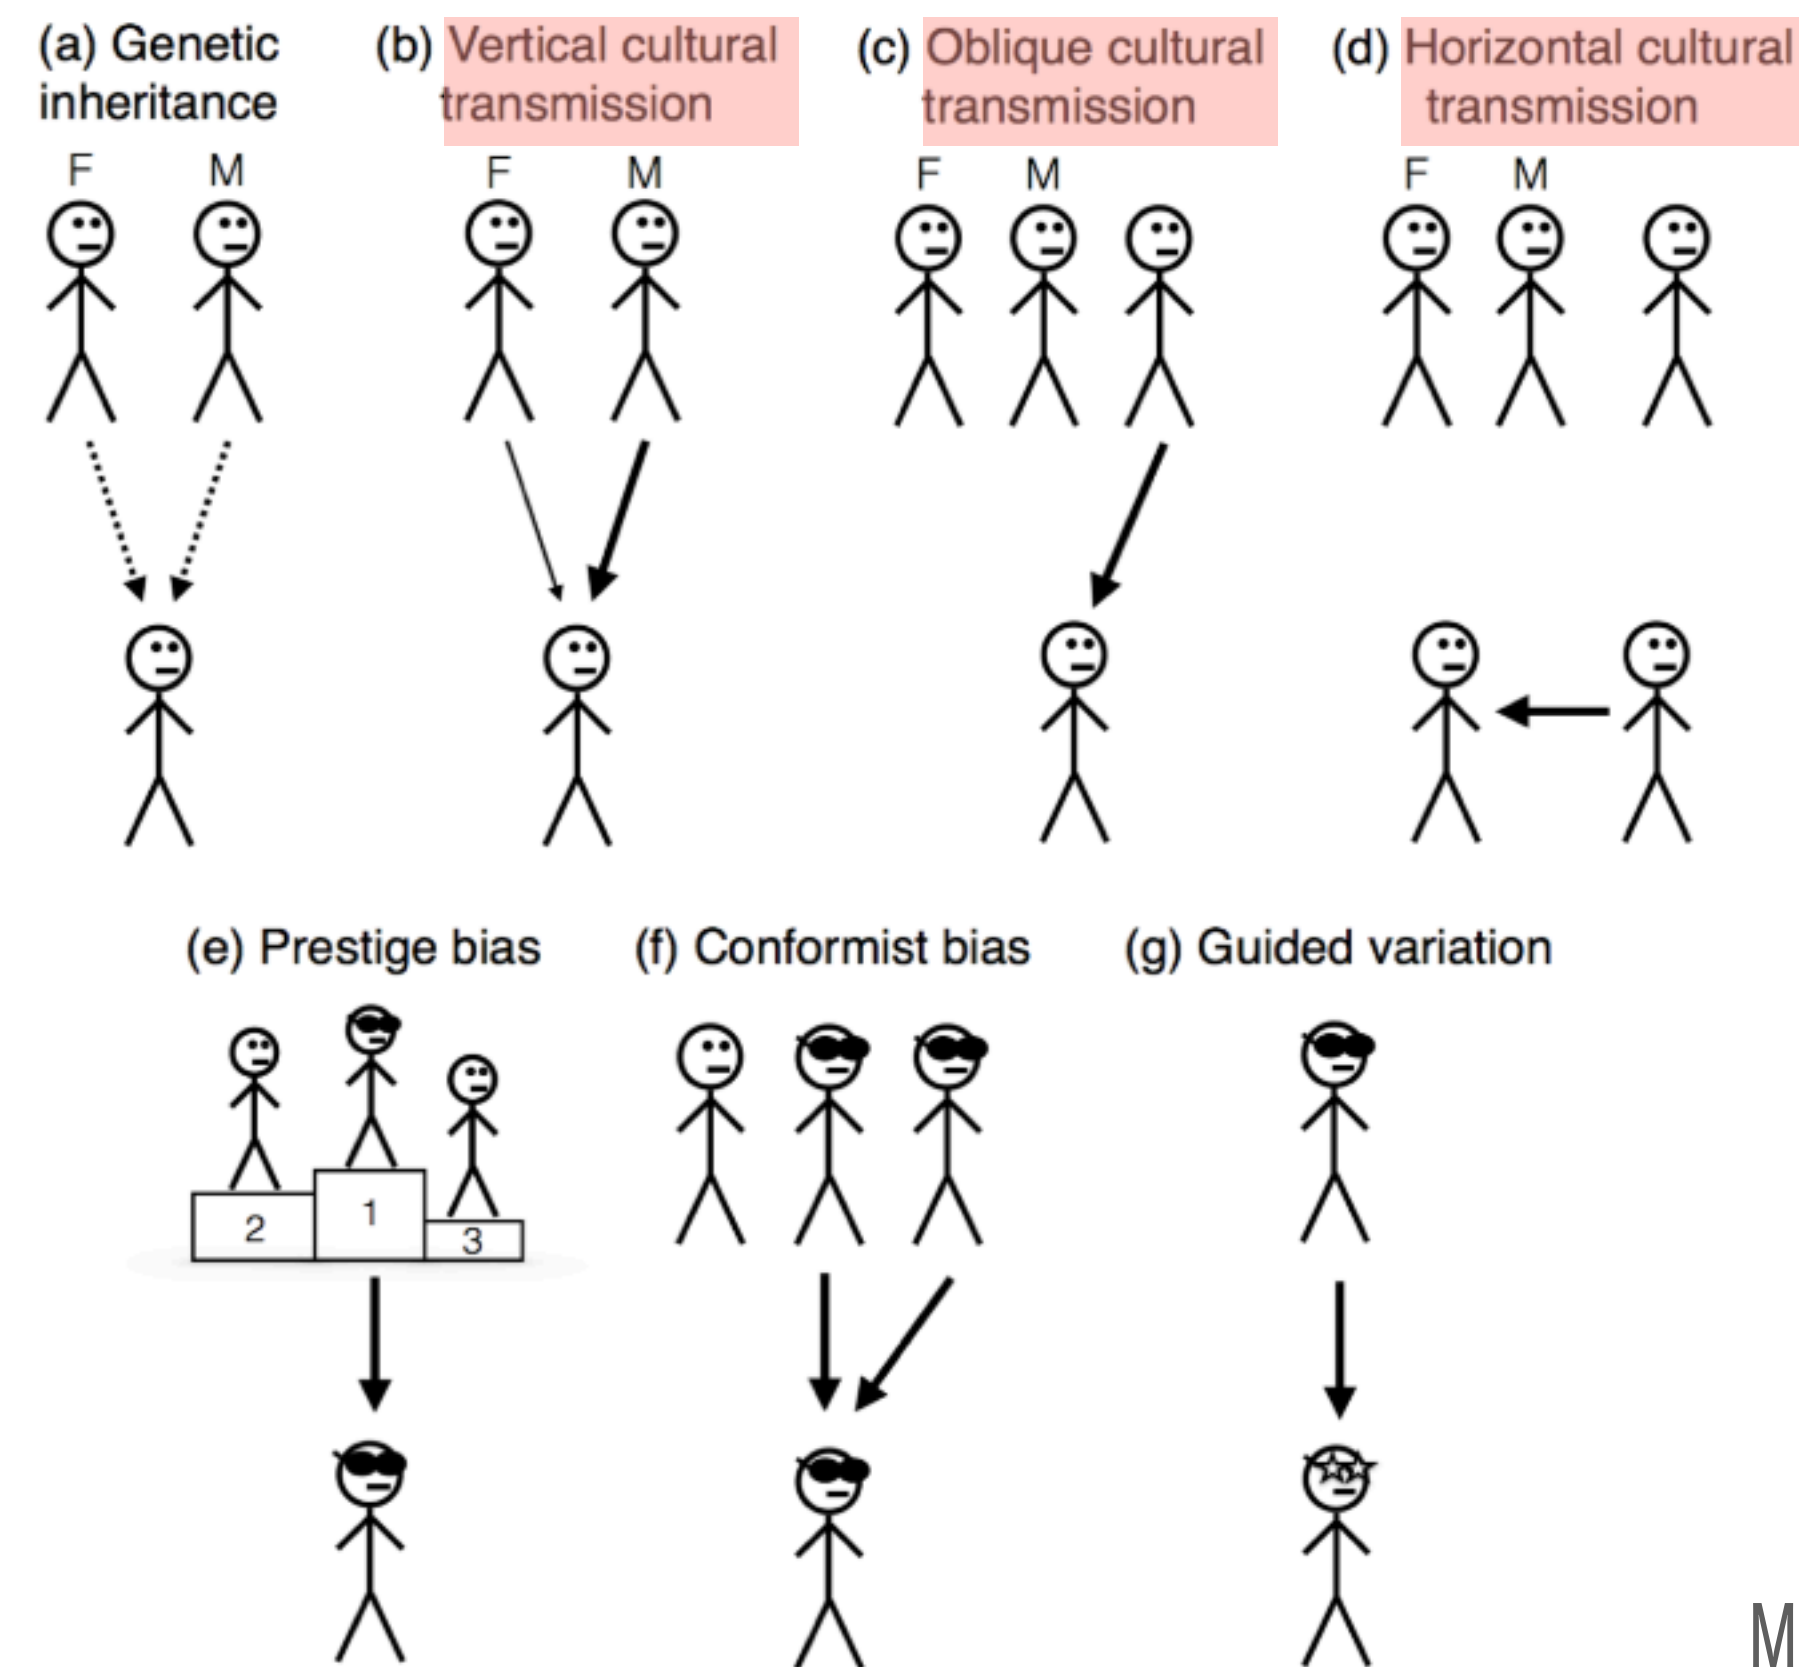 (a) Genetic
inheritance
(b) Vertical cultural
transmission
(c) Oblique cultural
transmission
(d) Horizontal cultural
transmission
F M
F M
F M
F M
(e) Prestige bias
(f) Conformist bias
(g) Guided variation
2
1
3
M